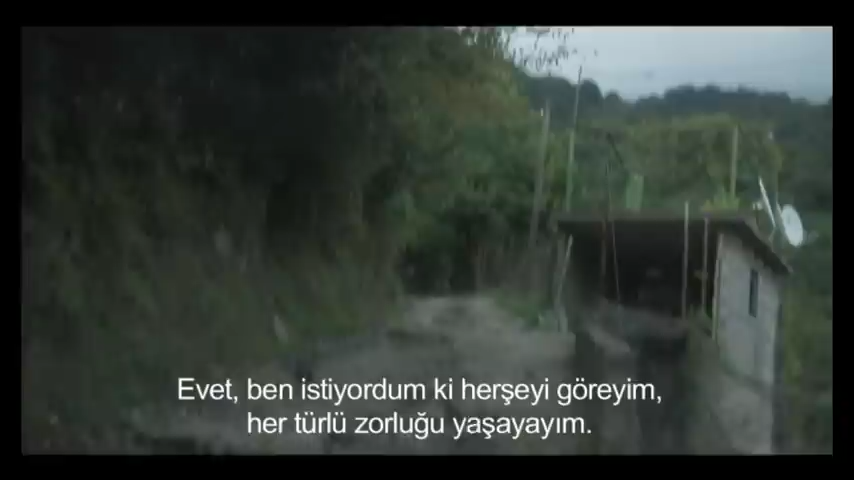 Evet, ben istiyordum ki herşeyi göreyim,
her türlü zorluğu yaşayayım.